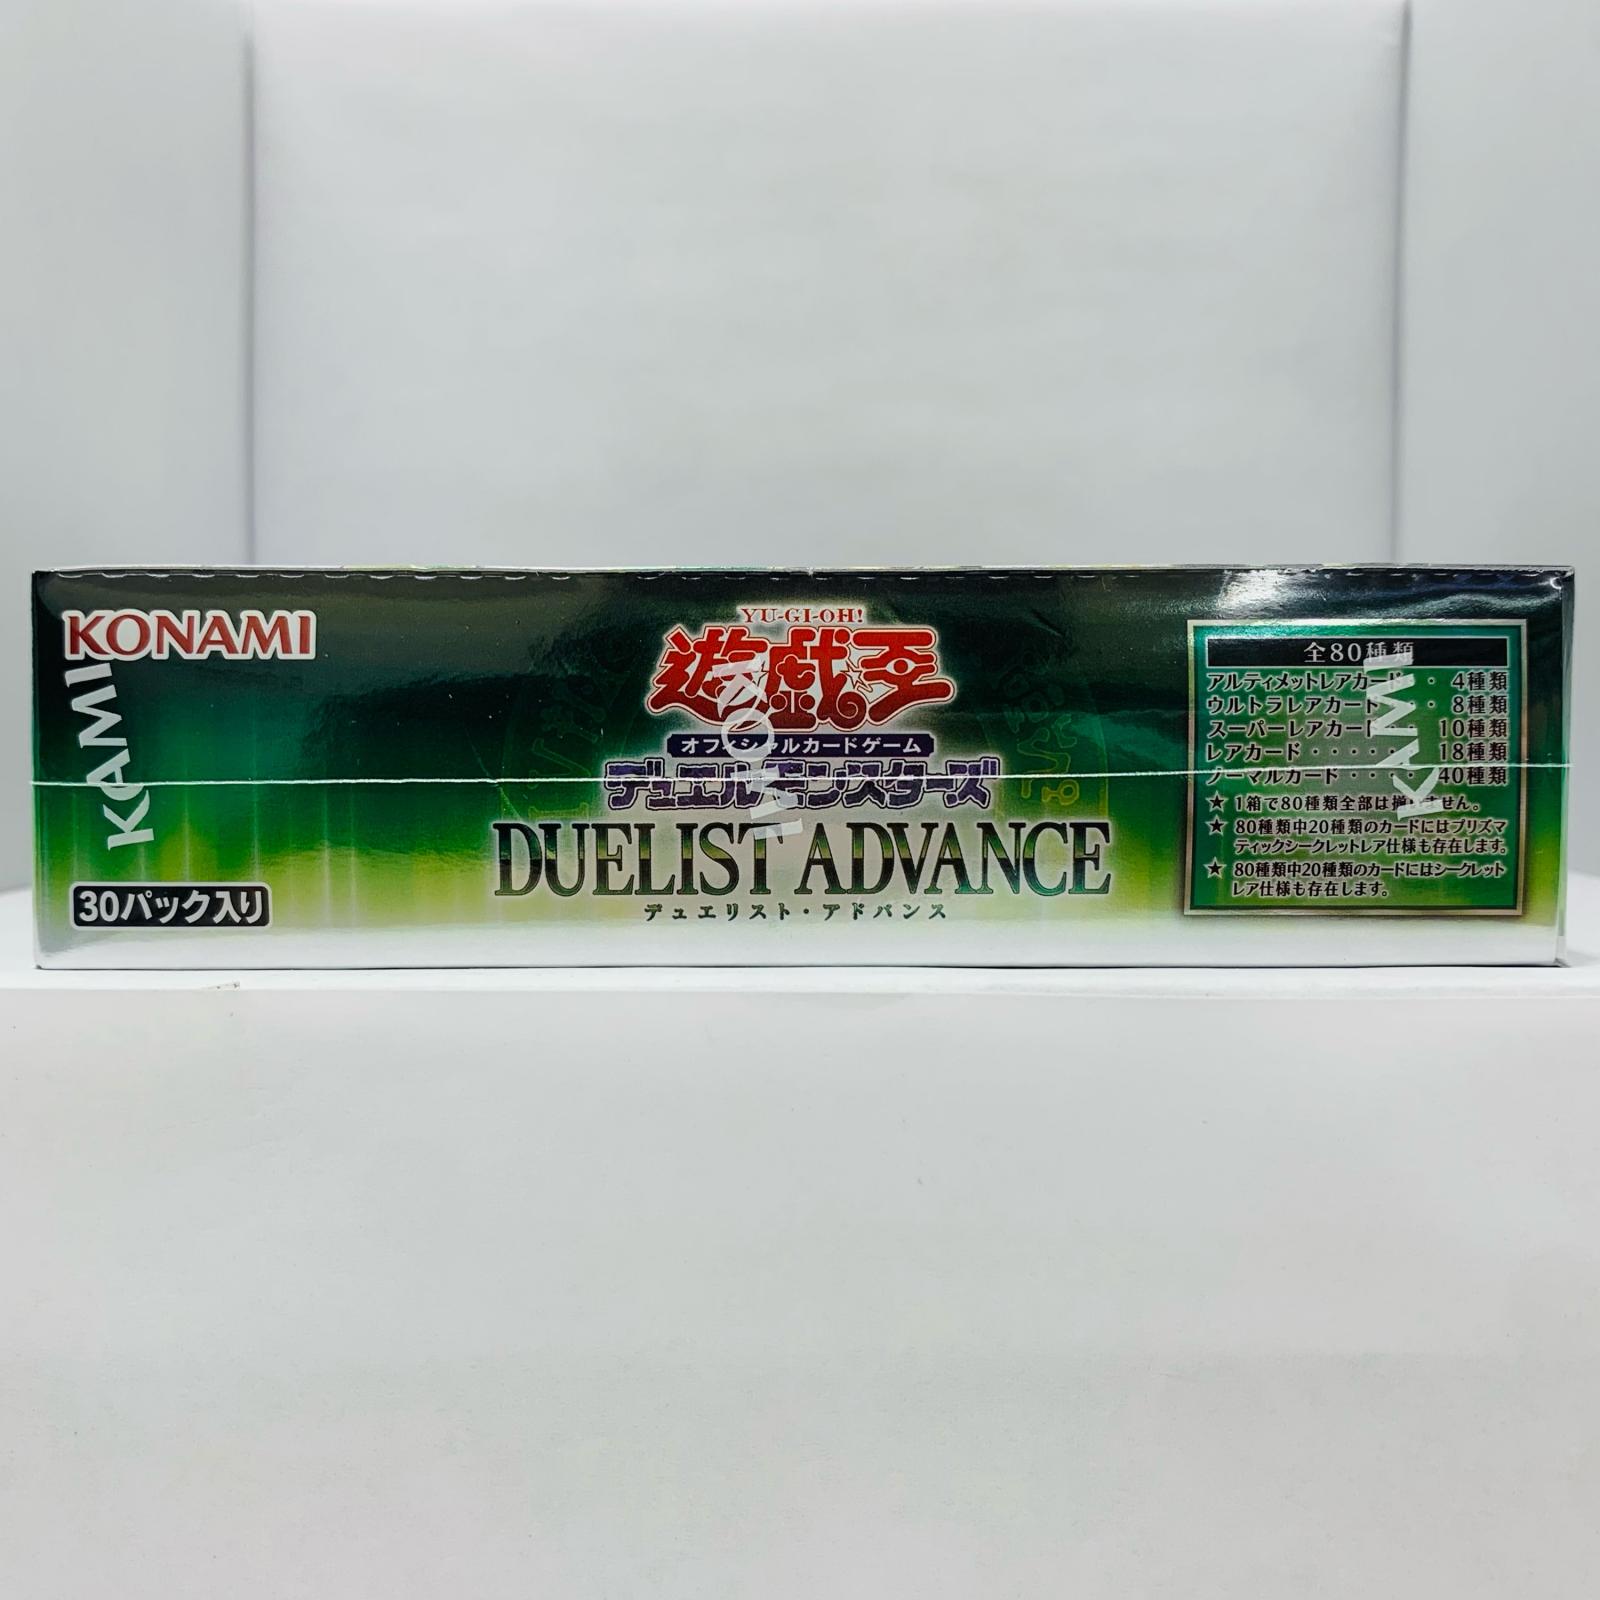 KONAMI
KAMI
30パック入り
YU-GI-OH!
遊戯王
オフィシャルカードゲーム
デュエルモンスターズ
DUELIST ADVANCE
デュエリスト・アドバンス
KONAMI
全80種類
アルティメットレアカード・・4種類
ウルトラレアカード・・・8種類
スーパーレアカード 10種類
レアカード・・・・・18種類
ノーマルカード・・・・40種類
★ 1箱で80種類全部は揃いません。
★ 80種類中20種類のカードにはプリズマ
ティックシークレットレア仕様も存在します。
★ 80種類中20種類のカードにはシークレット
レア仕様も存在します。
KAMI